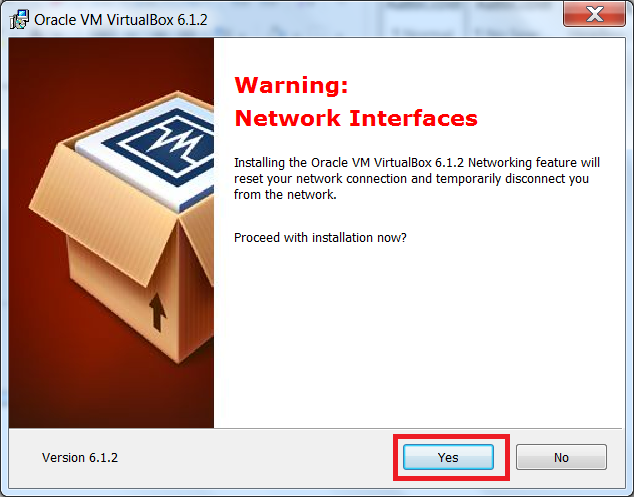 Oracle VM VirtualBox 6.1.2
Warning:
Network Interfaces
Installing the Oracle VM VirtualBox 6.1.2 Networking feature will
reset your network connection and temporarily disconnect you
from the network.
Proceed with installation now?
Version 6.1.2
Yes
No